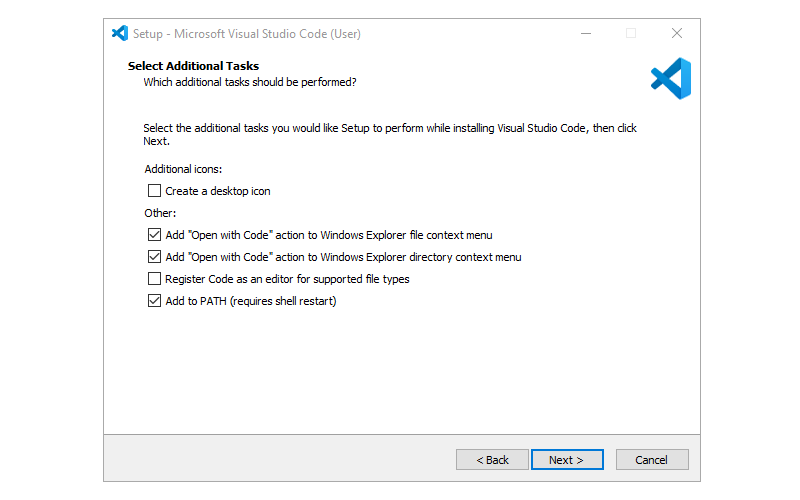 Setup - Microsoft Visual Studio Code (User)
Select Additional Tasks
Which additional tasks should be performed?
Select the additional tasks you would like Setup to perform while installing Visual Studio Code, then click
Next.
Additional icons:
Create a desktop icon
Other:
Add "Open with Code" action to Windows Explorer file context menu
Add "Open with Code" action to Windows Explorer directory context menu
Register Code as an editor for supported file types
Add to PATH (requires shell restart)
< Back Next > Cancel